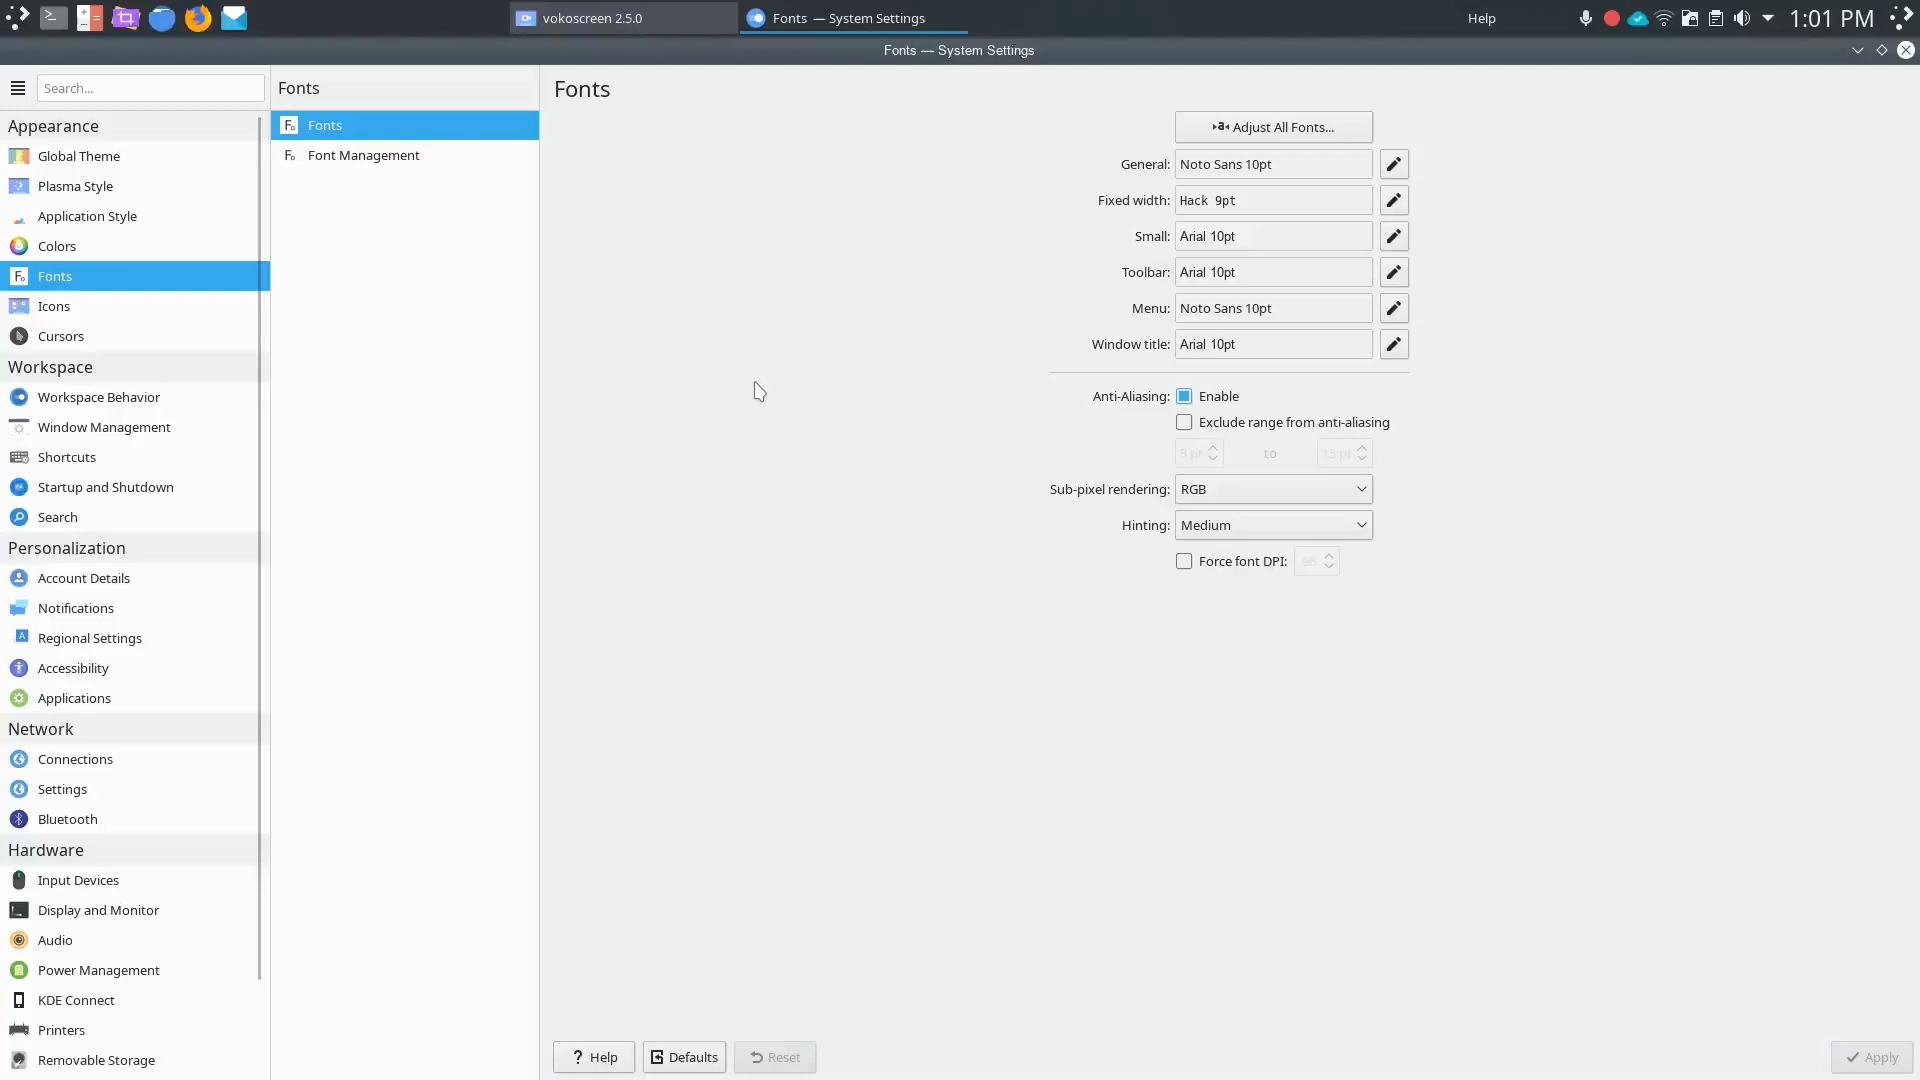 vokoscreen 2.5.0
Fonts — System Settings
Help
1:01 PM
Fonts — System Settings
Search...
Appearance
Global Theme
Plasma Style
Application Style
Colors
Fonts
Icons
Cursors
Workspace
Workspace Behavior
Window Management
Shortcuts
Startup and Shutdown
Search
Personalization
Account Details
Notifications
Regional Settings
Accessibility
Applications
Network
Connections
Settings
Bluetooth
Hardware
Input Devices
Display and Monitor
Audio
Power Management
KDE Connect
Printers
Removable Storage
Fonts
Fonts
Font Management
Fonts
Adjust All Fonts...
General: Noto Sans 10pt
Fixed width: Hack 9pt
Small: Arial 10pt
Toolbar: Arial 10pt
Menu: Noto Sans 10pt
Window title: Arial 10pt
Anti-Aliasing: Enable
Exclude range from anti-aliasing
to
Sub-pixel rendering: RGB
Hinting: Medium
Force font DPI:
? Help
Defaults
Reset
Apply